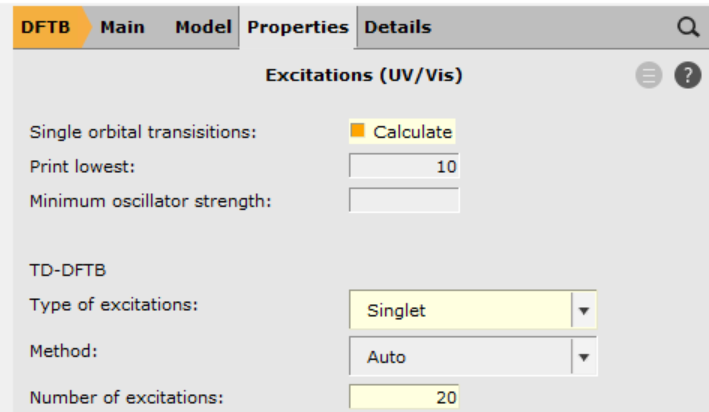 DFTB Main Model Properties Details
Excitations (UV/Vis)
?
Single orbital transisitions: Calculate
Print lowest: 10
Minimum oscillator strength:
TD-DFTB
Type of excitations: Singlet
Method: Auto
Number of excitations: 20